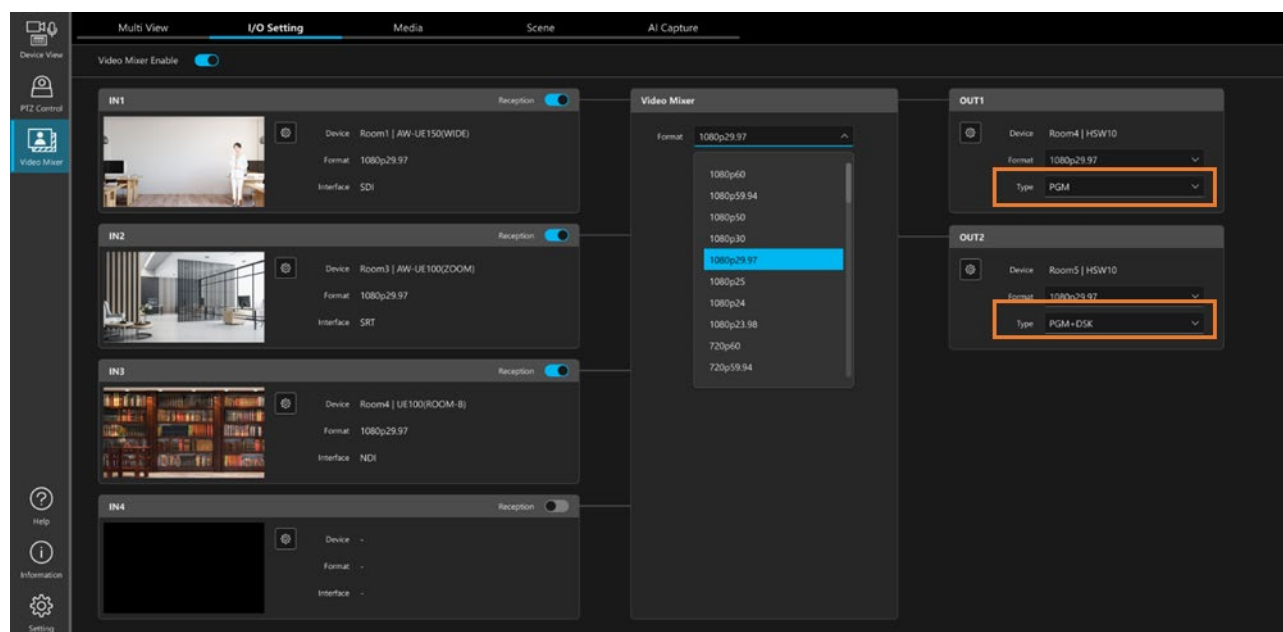 Multi View
I/O Setting
Media
Scene
AI Capture
Device View
PTZ Control
Video Mixer
Help
Information
Setting
Video Mixer Enable
IN1
Reception
Device Room1 | AW-UE150(WIDE)
Format 1080p29.97
Interface SDI
IN2
Reception
Device Room3 | AW-UE100(ZOOM)
Format 1080p29.97
Interface SRT
IN3
Reception
Device Room4 | UE100(ROOM-B)
Format 1080p29.97
Interface NDI
IN4
Reception
Device -
Format -
Interface -
Video Mixer
Format 1080p29.97
1080p60
1080p59.94
1080p50
1080p30
1080p29.97
1080p25
1080p24
1080p23.98
720p60
720p59.94
OUT1
Device Room4 | HSW10
Format 1080p29.97
Type PGM
OUT2
Device Room5 | HSW10
Format 1080p29.97
Type PGM+DSK